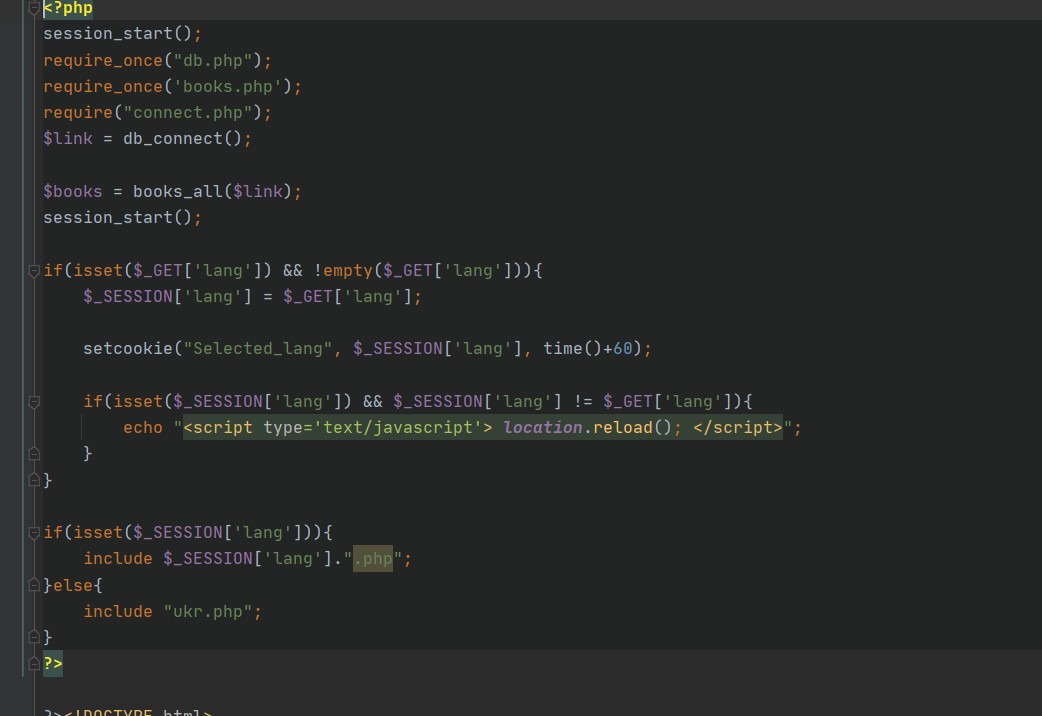 <?php
session_start();
require_once("db.php");
require_once('books.php');
require("connect.php");
$link = db_connect();
$books = books_all($link);
session_start();
if(isset($_GET['lang']) && !empty($_GET['lang'])){
$_SESSION['lang'] = $_GET['lang'];
setcookie("Selected_lang", $_SESSION['lang'], time()+60);
if(isset($_SESSION['lang']) && $_SESSION['lang'] != $_GET['lang']){
echo "<script type='text/javascript'> location.reload(); </script>";
}
}
if(isset($_SESSION['lang'])){
include $_SESSION['lang'].".php";
}else{
include "ukr.php";
}
?>
?><!DOCTYPE html>